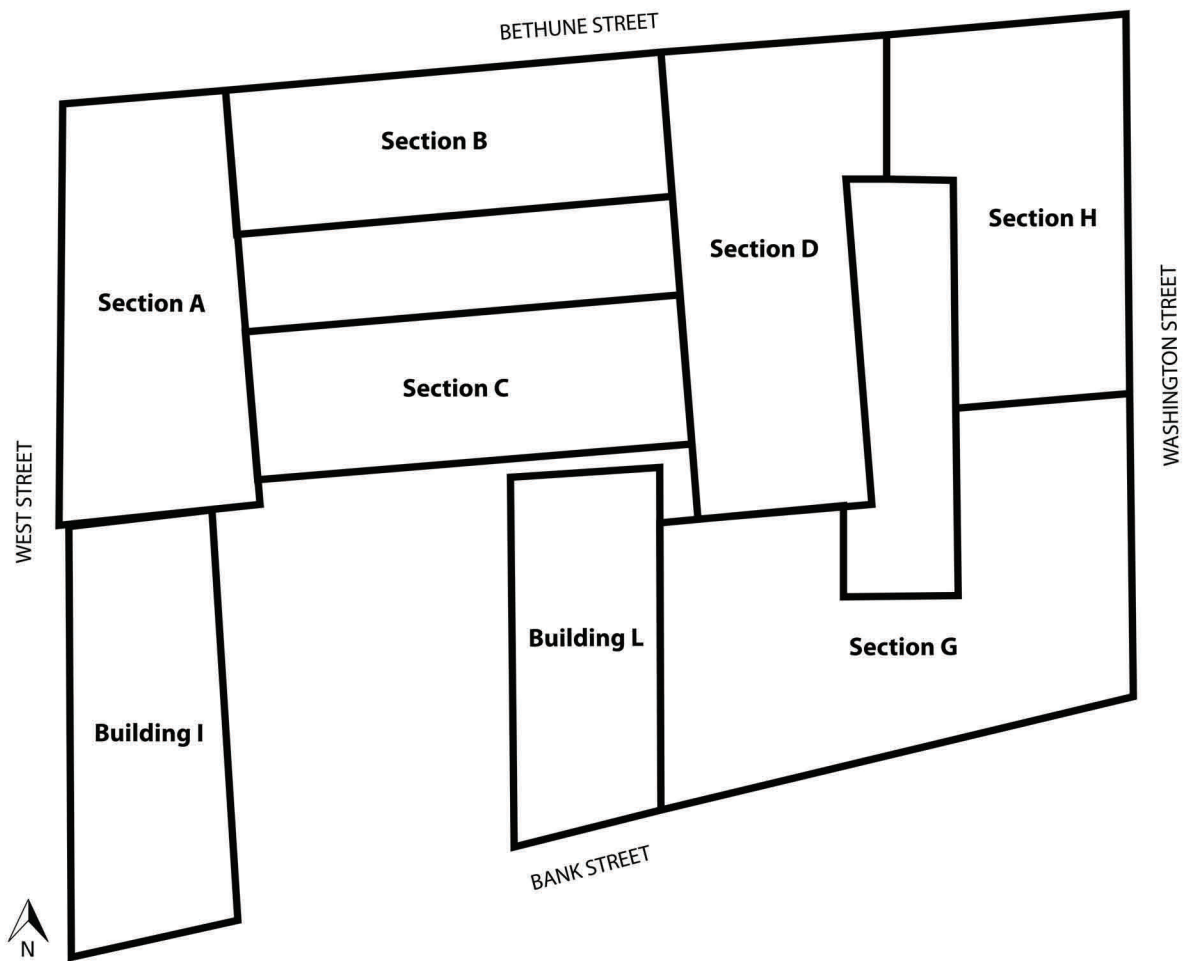 BETHUNE STREET
Section B
Section H
Section D
Section A
Section C
WASHINGTON STREET
WEST STREET
Building L
Section G
Building I
BANK STREET
N